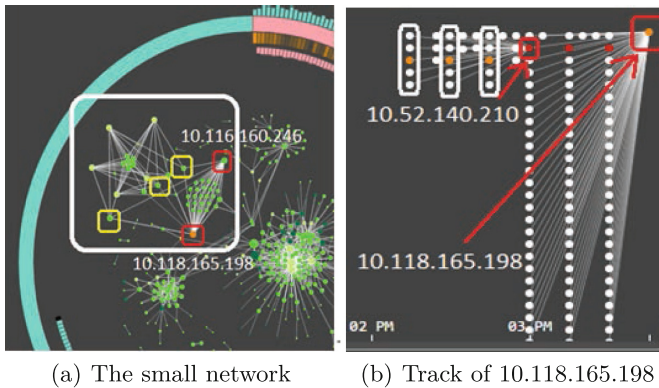 10.116.160.246
10.118.165.198
10.52.140.210
10.118.165.198
02 PM
03 PM
(a) The small network
(b) Track of 10.118.165.198